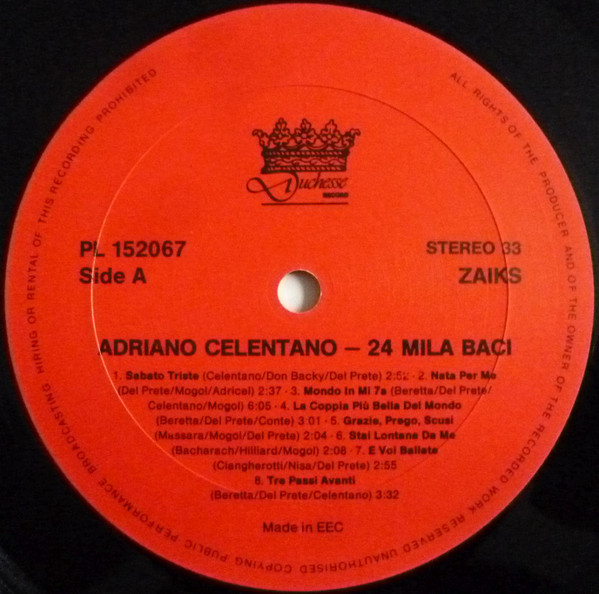 ALL RIGHTS OF THE PRODUCER AND OF THE OWNER OF THE RECORDED WORK RESERVED UNAUTHORISED COPYING PUBLIC PERFORMANCE BROADCASTING HIRING OR RENTAL OF THIS RECORDING PROHIBITED
Duchesse
RECORD
PL 152067
STEREO 33
Side A
ZAIKS
ADRIANO CELENTANO – 24 MILA BACI
1. Sabato Triste (Celentano/Don Backy/Del Prete) 2:52 · 2. Nata Per Me
(Del Prete/Mogol/Adricel) 2:37 · 3. Mondo In Mi 7a (Beretta/Del Prete/
Celentano/Mogol) 6:05 · 4. La Coppia Più Bella Del Mondo
(Beretta/Del Prete/Conte) 3 01 · 5. Grazie, Prego, Scusi
(Massara/Mogol/Del Prete) 2:04 · 6. Stai Lontana Da Me
(Bacharach/Hilliard/Mogol) 2:08 · 7. E Voi Ballate
(Ciangherotti/Nisa/Del Prete) 2:55
8. Tre Passi Avanti
(Beretta/Del Prete/Celentano) 3:32
Made in EEC